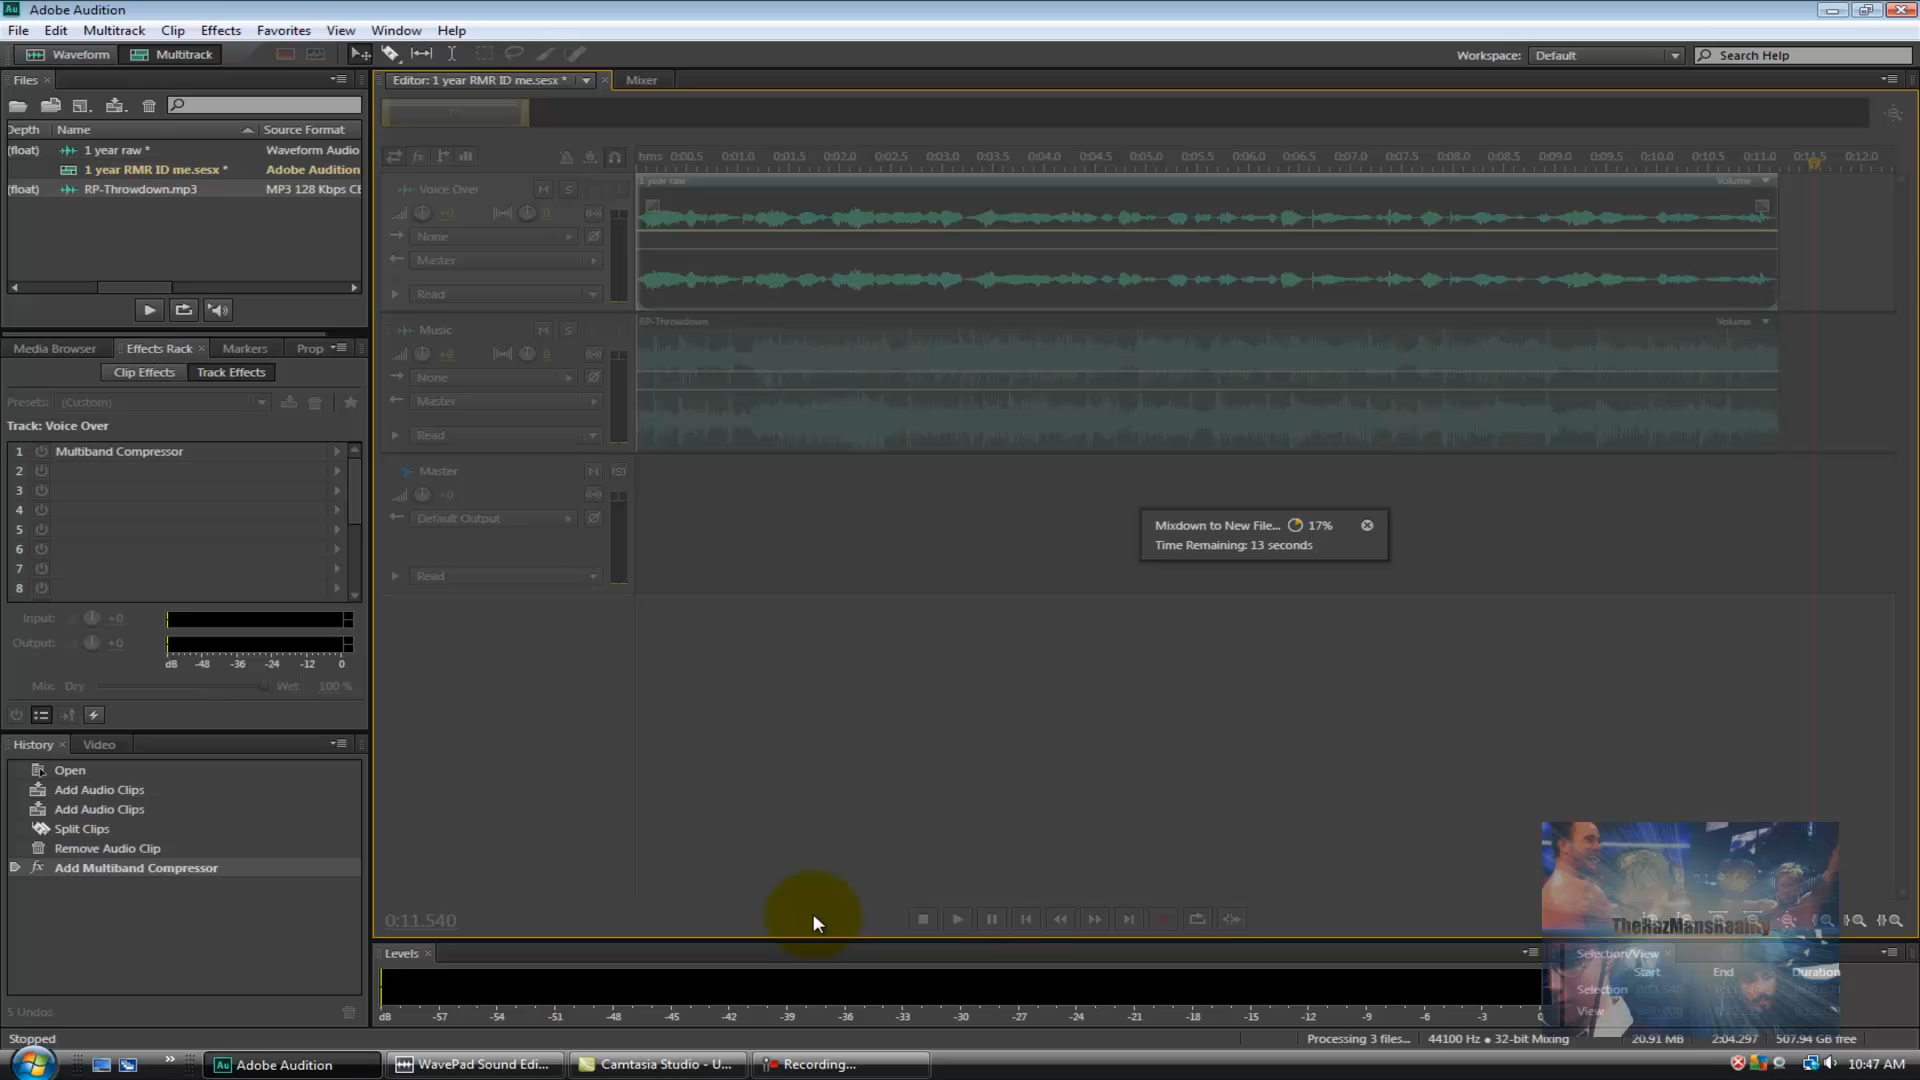 Adobe Audition
File Edit Multitrack Clip Effects Favorites View Window Help
Waveform Multitrack Workspace: Default Search Help
Files Editor: 1 year RMR ID me.sesx * Mixer
Depth Name Source Format
(float) 1 year raw * Waveform Audio
1 year RMR ID me.sesx * Adobe Audition
(float) RP-Throwdown.mp3 MP3 128 Kbps CE
hms 0:00.5 0:01.0 0:01.5 0:02.0 0:02.5 0:03.0 0:03.5 0:04.0 0:04.5 0:05.0 0:05.5 0:06.0 0:06.5 0:07.0 0:07.5 0:08.0 0:08.5 0:09.0 0:09.5 0:10.0 0:10.5 0:11.0 0:11.5 0:12.0
Voice Over M S
1 year raw Volume
+0 0
None
Master
Read
Music M S
RP-Throwdown Volume
+0 0
None
Master
Read
Master M (S)
+0
Default Output
Read
Mixdown to New File... 17%
Time Remaining: 13 seconds
Media Browser Effects Rack Markers Prop
Clip Effects Track Effects
Presets: (Custom)
Track: Voice Over
1 Multiband Compressor
2
3
4
5
6
7
8
Input: +0
Output: +0
dB -48 -36 -24 -12 0
Mix: Dry Wet 100 %
History Video
Open
Add Audio Clips
Add Audio Clips
Split Clips
Remove Audio Clip
fx Add Multiband Compressor
5 Undos
0:11.540
TheRazMansReality
Levels
dB -57 -54 -51 -48 -45 -42 -39 -36 -33 -30 -27 -24 -21 -18 -15 -12 -9 -6 -3 0
Selection/View
Start End Duration
Selection
View
Stopped Processing 3 files... 44100 Hz ● 32-bit Mixing 20.91 MB 2:04.297 507.94 GB free
Adobe Audition WavePad Sound Edi... Camtasia Studio - U... Recording... 10:47 AM